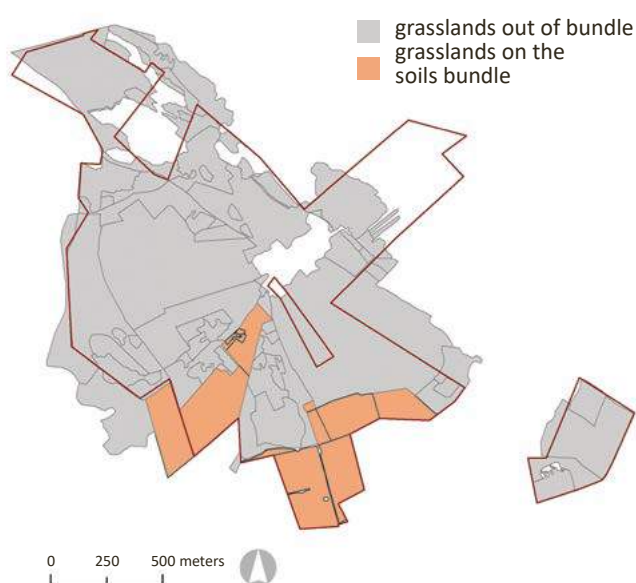 grasslands out of bundle
grasslands on the
soils bundle
0 250 500 meters